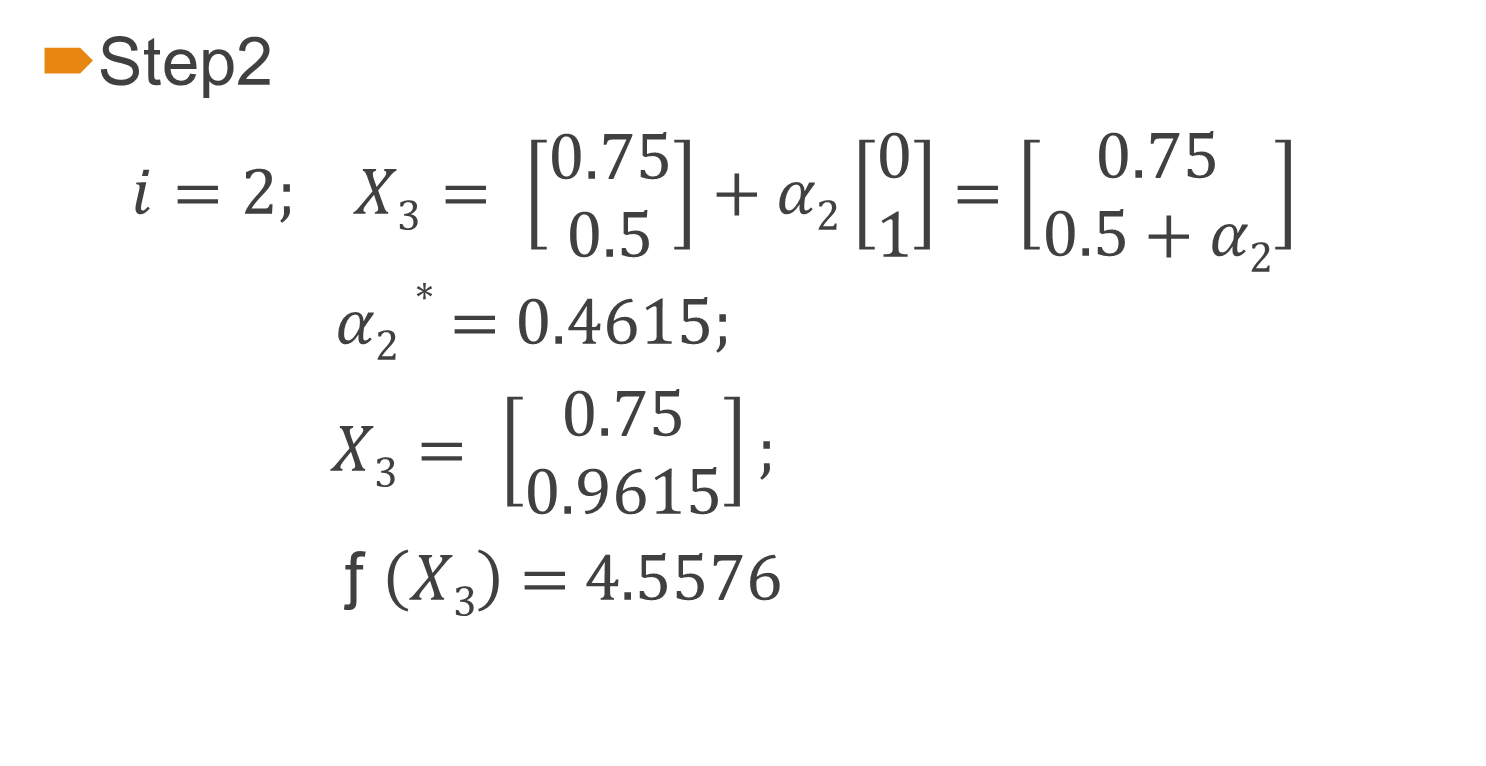 Step2
i = 2; X₃ = [0.75 0.5] + α₂ [0 1] = [0.75 0.5 + α₂]
α₂* = 0.4615;
X₃ = [0.75 0.9615];
ƒ (X₃) = 4.5576